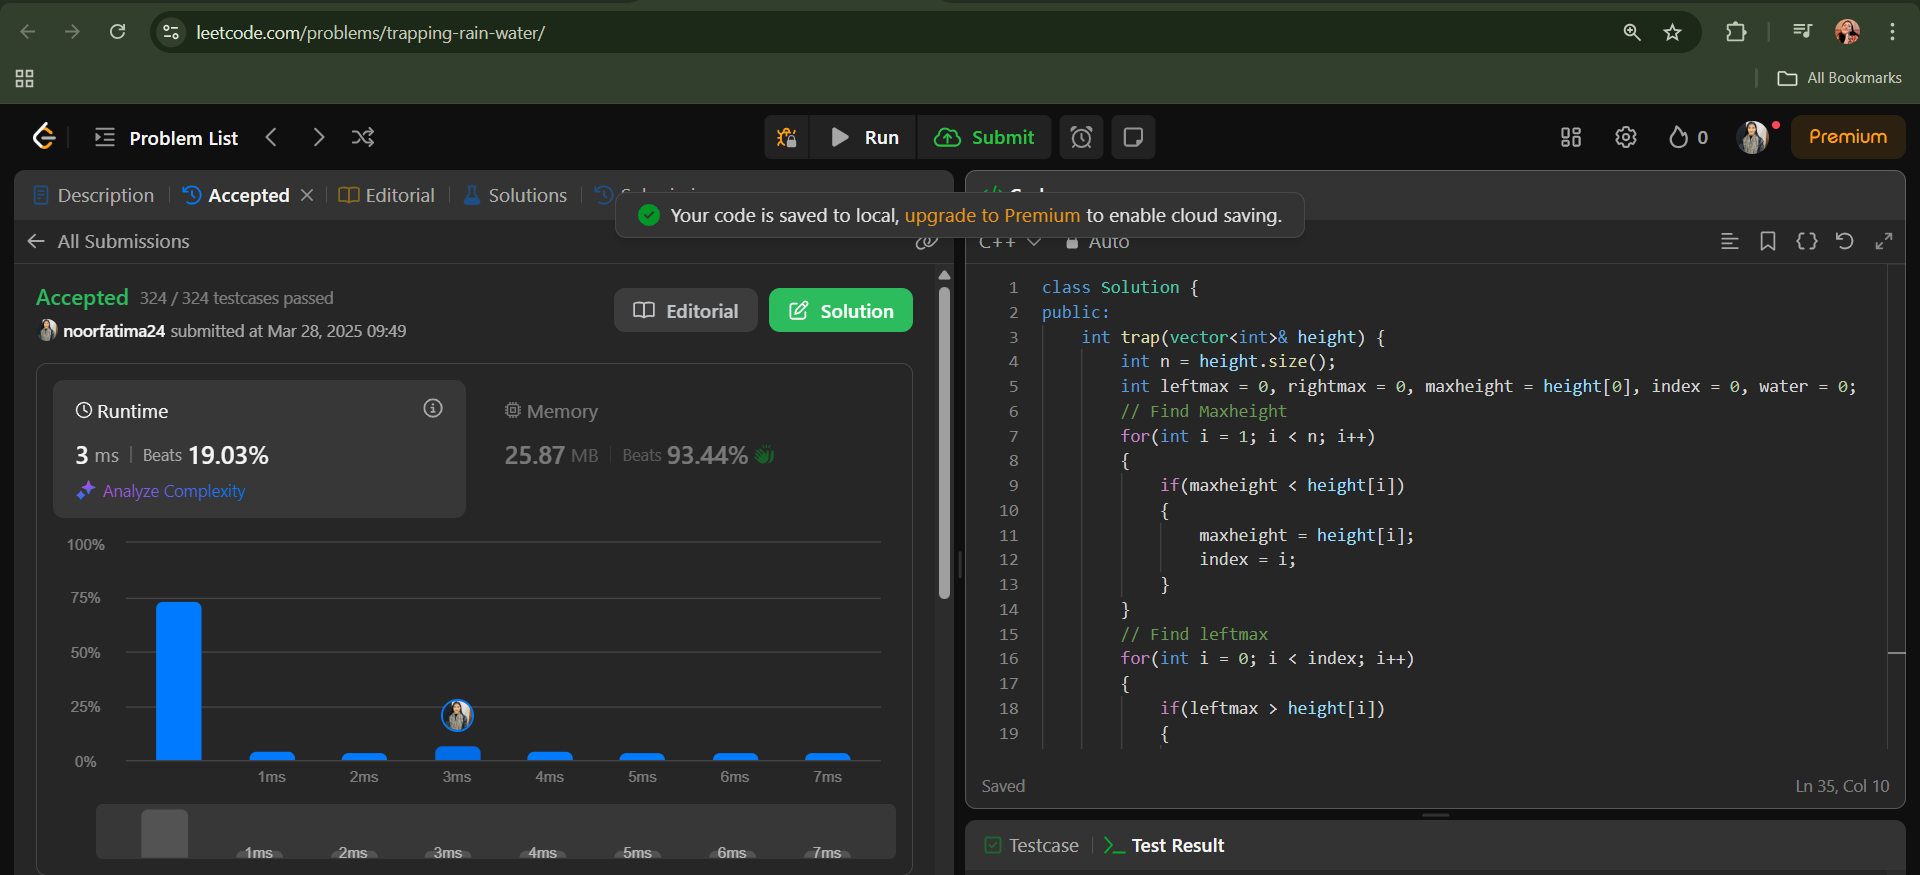 leetcode.com/problems/trapping-rain-water/
All Bookmarks
Problem List
Run
Submit
0
Premium
Description
Accepted
Editorial
Solutions
Your code is saved to local, upgrade to Premium to enable cloud saving.
All Submissions
C++
Auto
Accepted 324 / 324 testcases passed
noorfatima24 submitted at Mar 28, 2025 09:49
Editorial
Solution
Runtime
3 ms | Beats 19.03%
Analyze Complexity
Memory
25.87 MB | Beats 93.44%
100%
75%
50%
25%
0%
1ms 2ms 3ms 4ms 5ms 6ms 7ms
1ms 2ms 3ms 4ms 5ms 6ms 7ms
1 class Solution {
2 public:
3 int trap(vector<int>& height) {
4 int n = height.size();
5 int leftmax = 0, rightmax = 0, maxheight = height[0], index = 0, water = 0;
6 // Find Maxheight
7 for(int i = 1; i < n; i++)
8 {
9 if(maxheight < height[i])
10 {
11 maxheight = height[i];
12 index = i;
13 }
14 }
15 // Find leftmax
16 for(int i = 0; i < index; i++)
17 {
18 if(leftmax > height[i])
19 {
Saved
Ln 35, Col 10
Testcase
Test Result